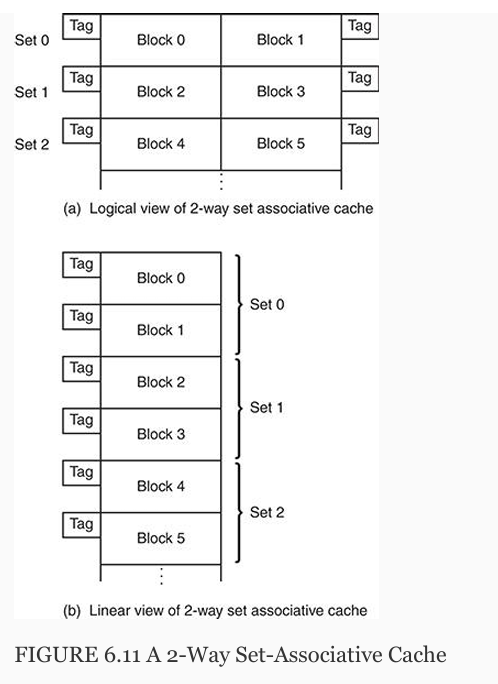 Tag Tag
Set 0 Block 0 Block 1
Tag Tag
Set 1 Block 2 Block 3
Tag Tag
Set 2 Block 4 Block 5
(a) Logical view of 2-way set associative cache
Tag
Block 0
Set 0
Tag
Block 1
Tag
Block 2
Set 1
Tag
Block 3
Tag
Block 4
Set 2
Tag
Block 5
(b) Linear view of 2-way set associative cache
FIGURE 6.11 A 2-Way Set-Associative Cache